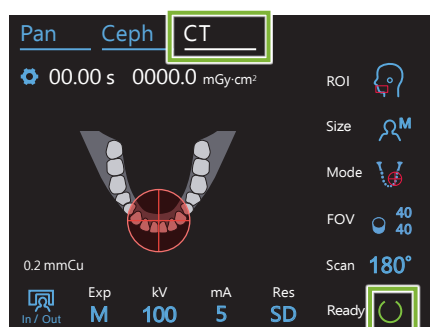 Pan Ceph CT
00.00 s 0000.0 mGy·cm²
ROI
Size M
Mode
FOV 40
40
0.2 mmCu
Scan 180°
Exp kV mA Res
In / Out M 100 5 SD
Ready